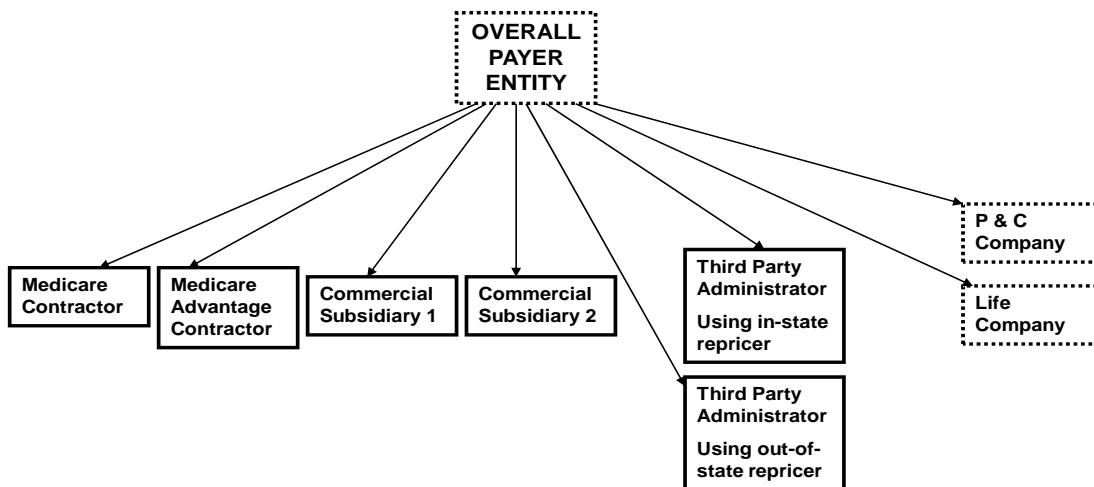 OVERALL
PAYER
ENTITY
Medicare
Contractor
Medicare
Advantage
Contractor
Commercial
Subsidiary 1
Commercial
Subsidiary 2
Third Party
Administrator
Using in-state
repricer
Third Party
Administrator
Using out-of-
state repricer
P & C
Company
Life
Company